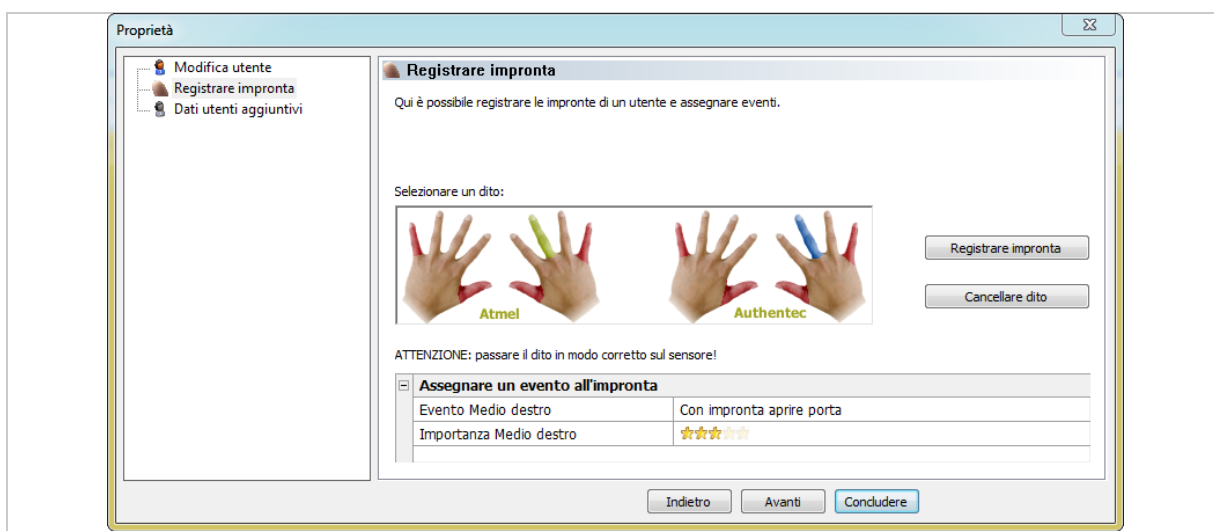 Proprietà
Modifica utente
Registrare impronta
Dati utenti aggiuntivi
Registrare impronta
Qui è possibile registrare le impronte di un utente e assegnare eventi.
Selezionare un dito:
Atmel
Authentec
Registrare impronta
Cancellare dito
ATTENZIONE: passare il dito in modo corretto sul sensore!
Assegnare un evento all'impronta
Evento Medio destro Con impronta aprire porta
Importanza Medio destro
Indietro Avanti Concludere